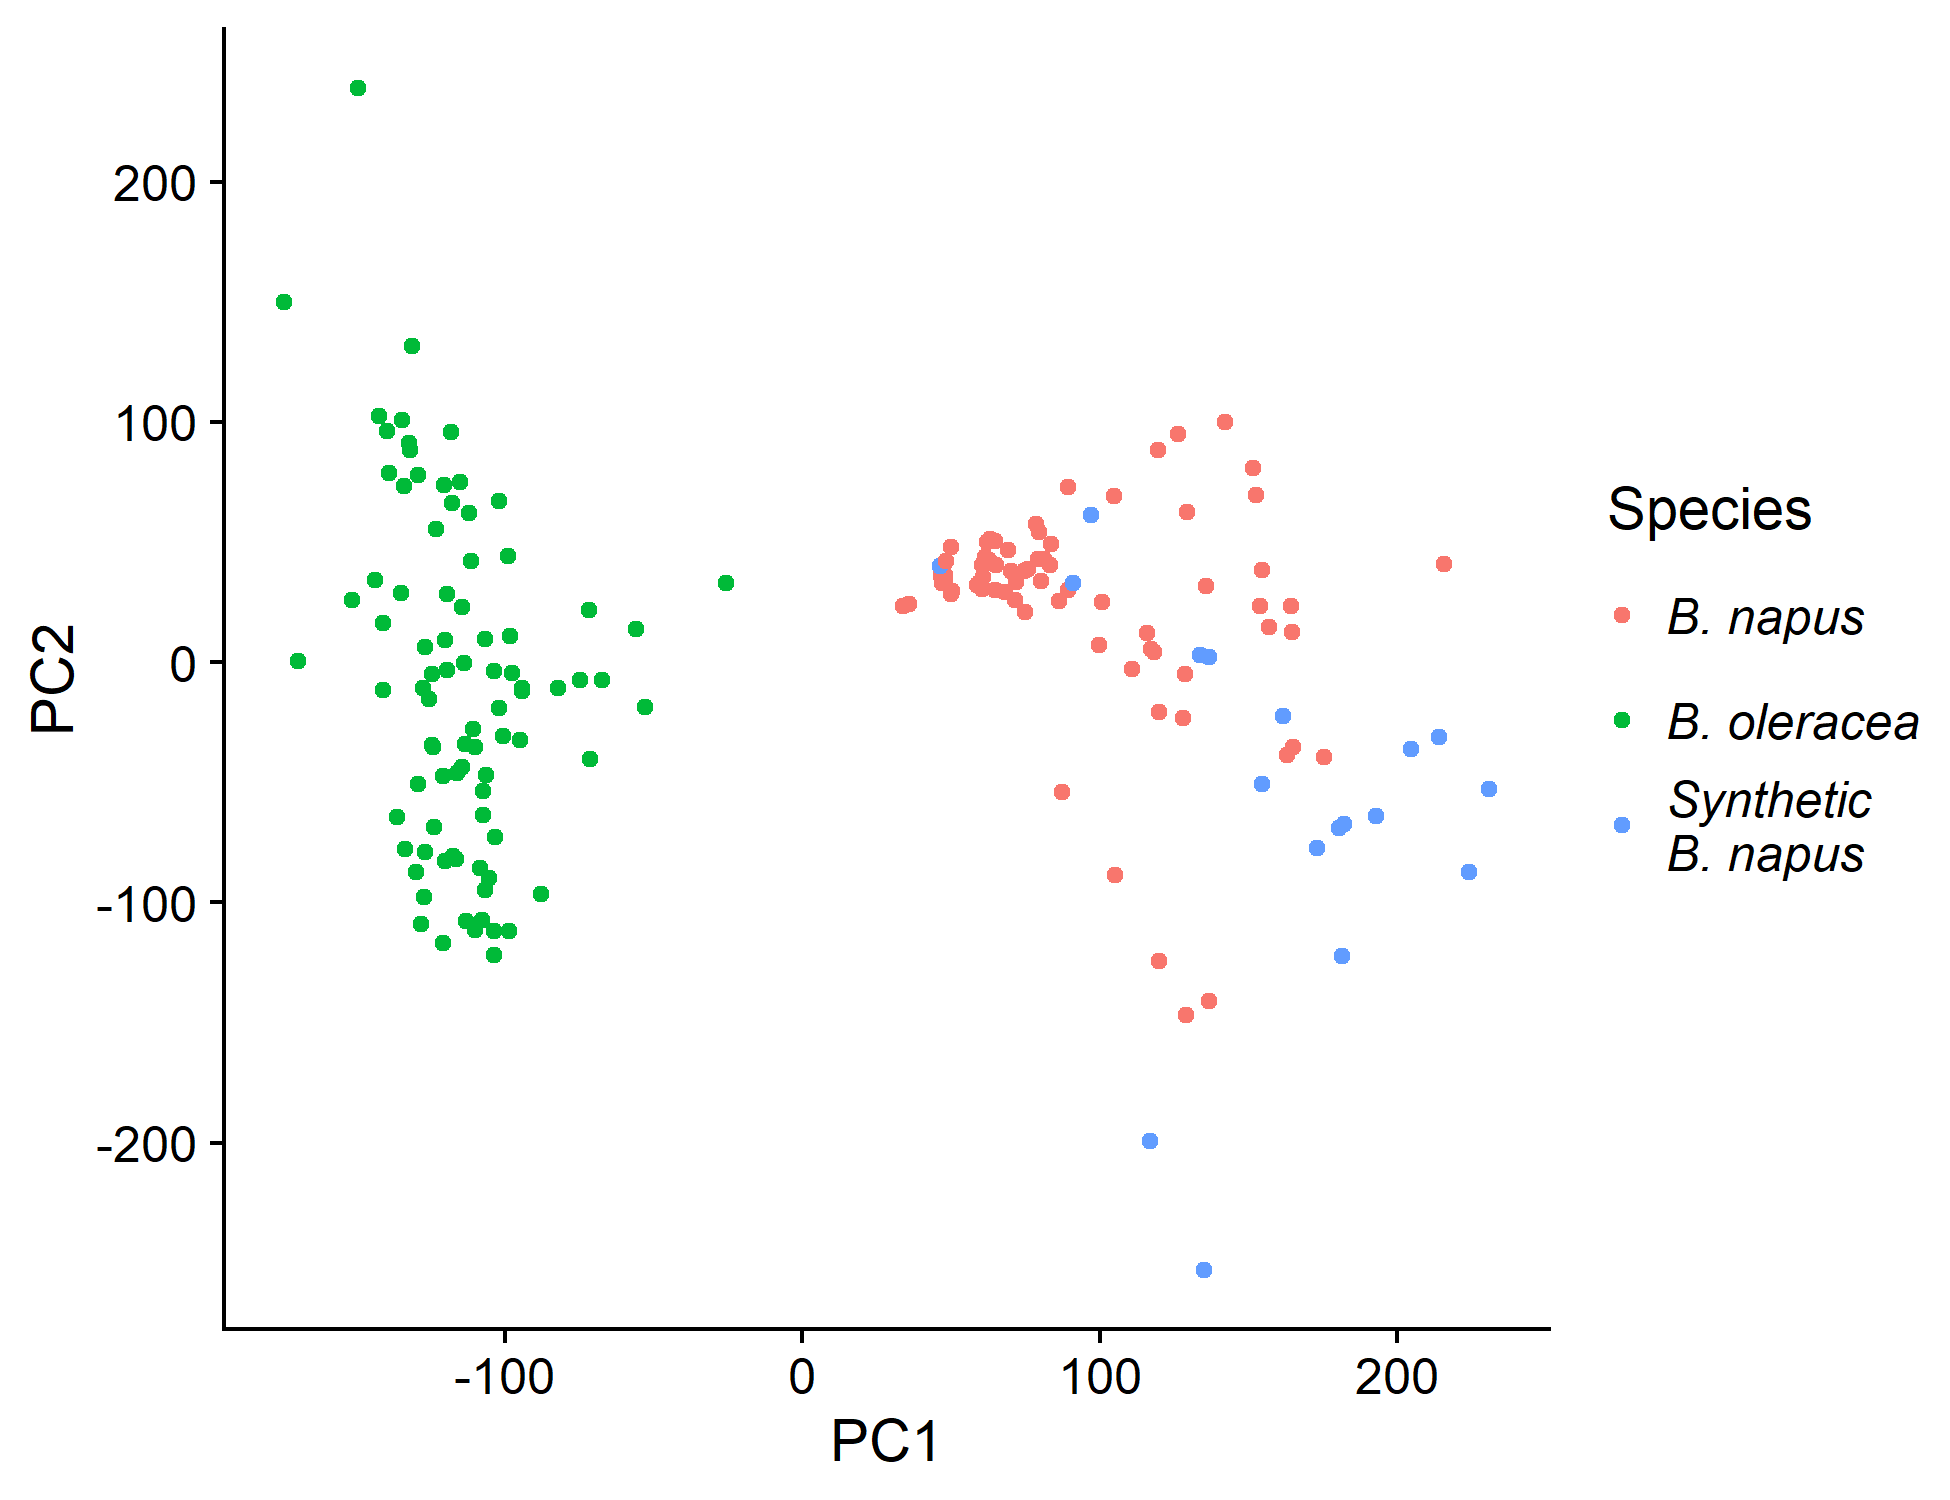 200
100
0
-100
-200
PC2
-100
0
100
200
PC1
Species
B. napus
B. oleracea
Synthetic
B. napus